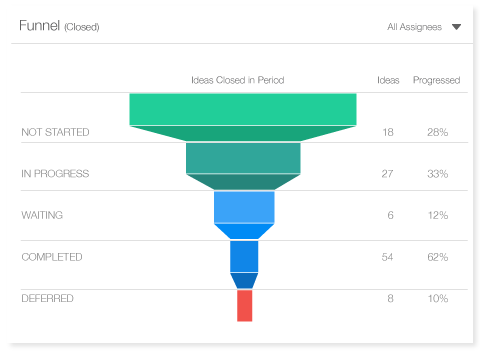 Funnel (Closed) All Assignees
Ideas Closed in Period Ideas Progressed
NOT STARTED 18 28%
IN PROGRESS 27 33%
WAITING 6 12%
COMPLETED 54 62%
DEFERRED 8 10%